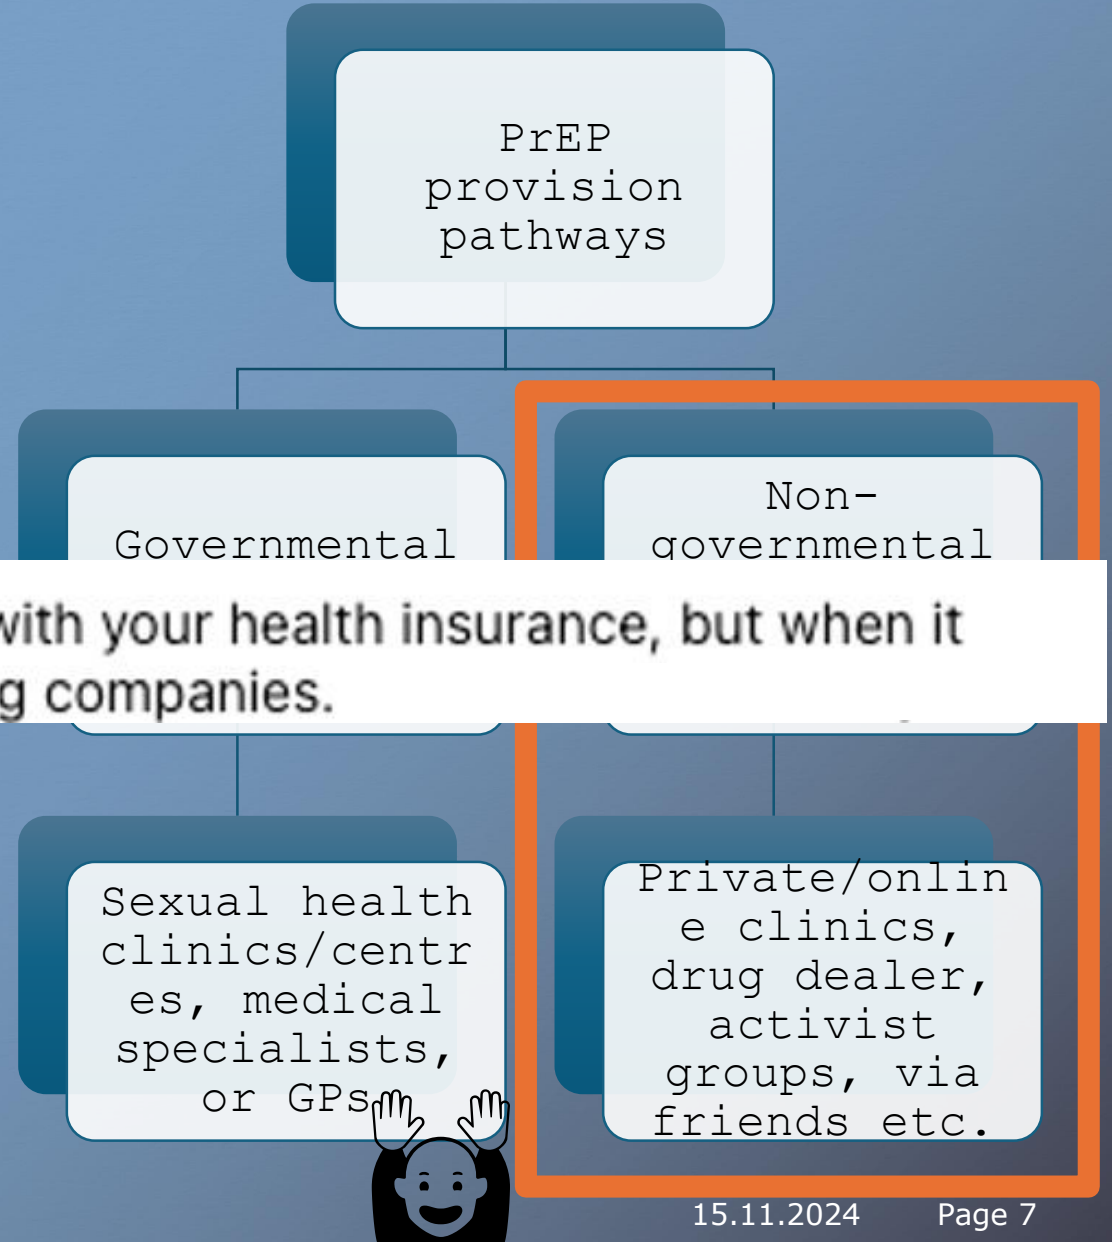 PrEP
provision
pathways
Governmental
Non-
governmental
with your health insurance, but when it
g companies.
Sexual health
clinics/centr
es, medical
specialists,
or GPs
Private/onlin
e clinics,
drug dealer,
activist
groups, via
friends etc.
15.11.2024 Page 7